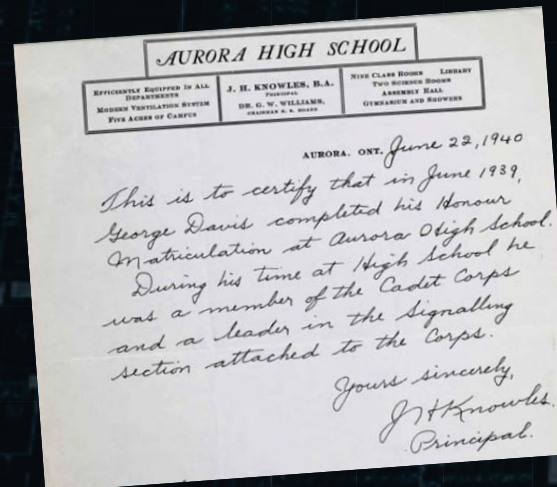 AURORA HIGH SCHOOL
EFFICIENTLY EQUIPPED IN ALL
DEPARTMENTS
MODERN VENTILATION SYSTEM
FIVE ACRES OF CAMPUS
J. H. KNOWLES, B.A.
PRINCIPAL
DR. G. W. WILLIAMS,
CHAIRMAN H. S. BOARD
NINE CLASS ROOMS LIBRARY
TWO SCIENCE ROOMS
ASSEMBLY HALL
GYMNASIUM AND SHOWERS
AURORA, ONT. June 22, 1940
This is to certify that in June 1939,
George Davis completed his Honour
Matriculation at Aurora High School.
During his time at High School he
was a member of the Cadet Corps
and a leader in the Signalling
section attached to the Corps.
Yours sincerely,
J H Knowles.
Principal.